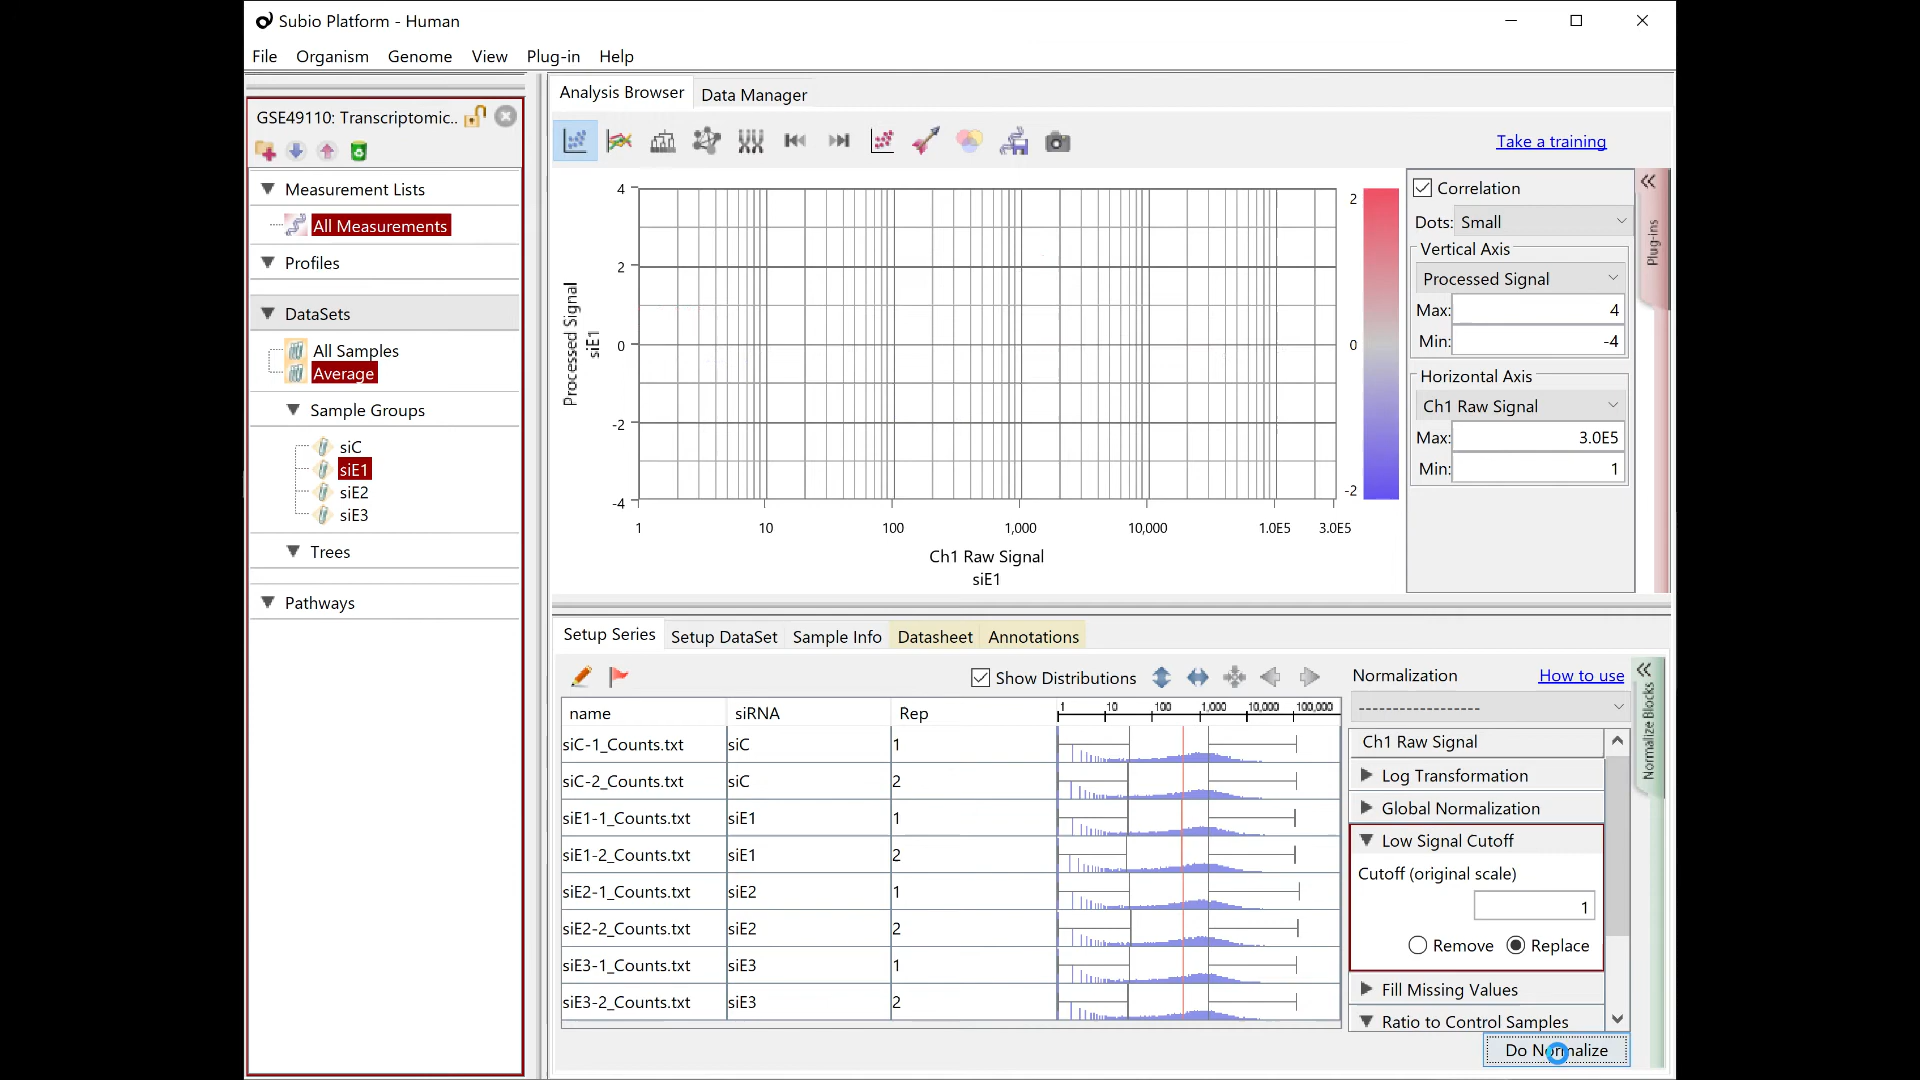 Subio Platform - Human
File Organism Genome View Plug-in Help
GSE49110: Transcriptomic..
Measurement Lists
All Measurements
Profiles
DataSets
All Samples
Average
Sample Groups
siC
siE1
siE2
siE3
Trees
Pathways
Analysis Browser Data Manager
Take a training
4
2
0
-2
-4
Processed Signal
siE1
1 10 100 1,000 10,000 1.0E5 3.0E5
Ch1 Raw Signal
siE1
2
0
-2
Correlation
Dots: Small
Vertical Axis
Processed Signal
Max: 4
Min: -4
Horizontal Axis
Ch1 Raw Signal
Max: 3.0E5
Min: 1
Plug-ins
Setup Series Setup DataSet Sample Info Datasheet Annotations
Show Distributions
name siRNA Rep 1 10 100 1,000 10,000 100,000
siC-1_Counts.txt siC 1
siC-2_Counts.txt siC 2
siE1-1_Counts.txt siE1 1
siE1-2_Counts.txt siE1 2
siE2-1_Counts.txt siE2 1
siE2-2_Counts.txt siE2 2
siE3-1_Counts.txt siE3 1
siE3-2_Counts.txt siE3 2
Normalization How to use
------------------
Ch1 Raw Signal
Log Transformation
Global Normalization
Low Signal Cutoff
Cutoff (original scale)
1
Remove Replace
Fill Missing Values
Ratio to Control Samples
Do Normalize
Normalize Blocks